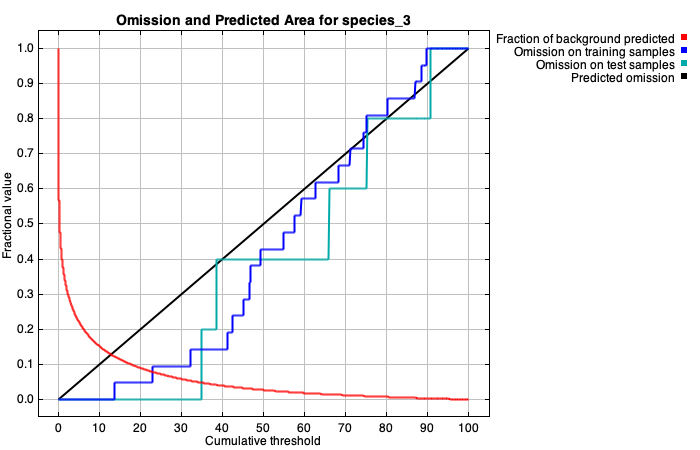 Omission and Predicted Area for species_3
Fraction of background predicted
Omission on training samples
Omission on test samples
Predicted omission
Fractional value
1.0
0.9
0.8
0.7
0.6
0.5
0.4
0.3
0.2
0.1
0.0
0 10 20 30 40 50 60 70 80 90 100
Cumulative threshold